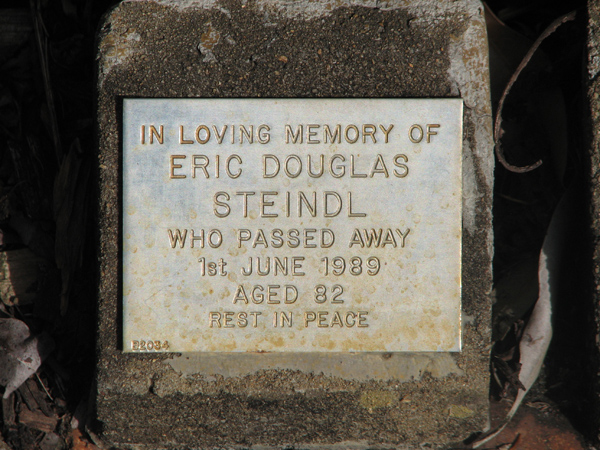 IN LOVING MEMORY OF
ERIC DOUGLAS
STEINDL
WHO PASSED AWAY
1st JUNE 1989
AGED 82
REST IN PEACE
E2034